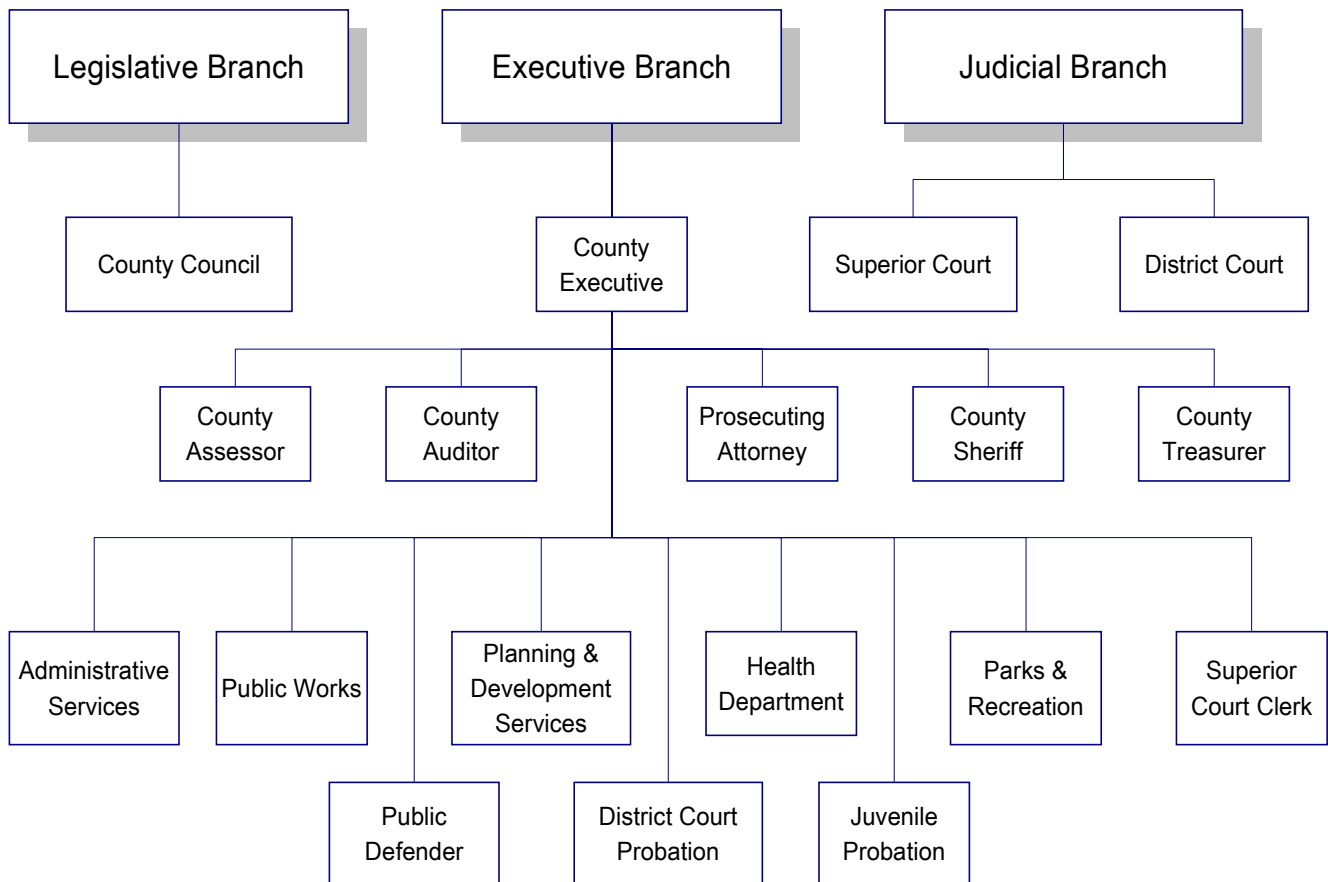 Legislative Branch
Executive Branch
Judicial Branch
County Council
County
Executive
Superior Court
District Court
County
Assessor
County
Auditor
Prosecuting
Attorney
County
Sheriff
County
Treasurer
Administrative
Services
Public Works
Planning &
Development
Services
Health
Department
Parks &
Recreation
Superior
Court Clerk
Public
Defender
District Court
Probation
Juvenile
Probation